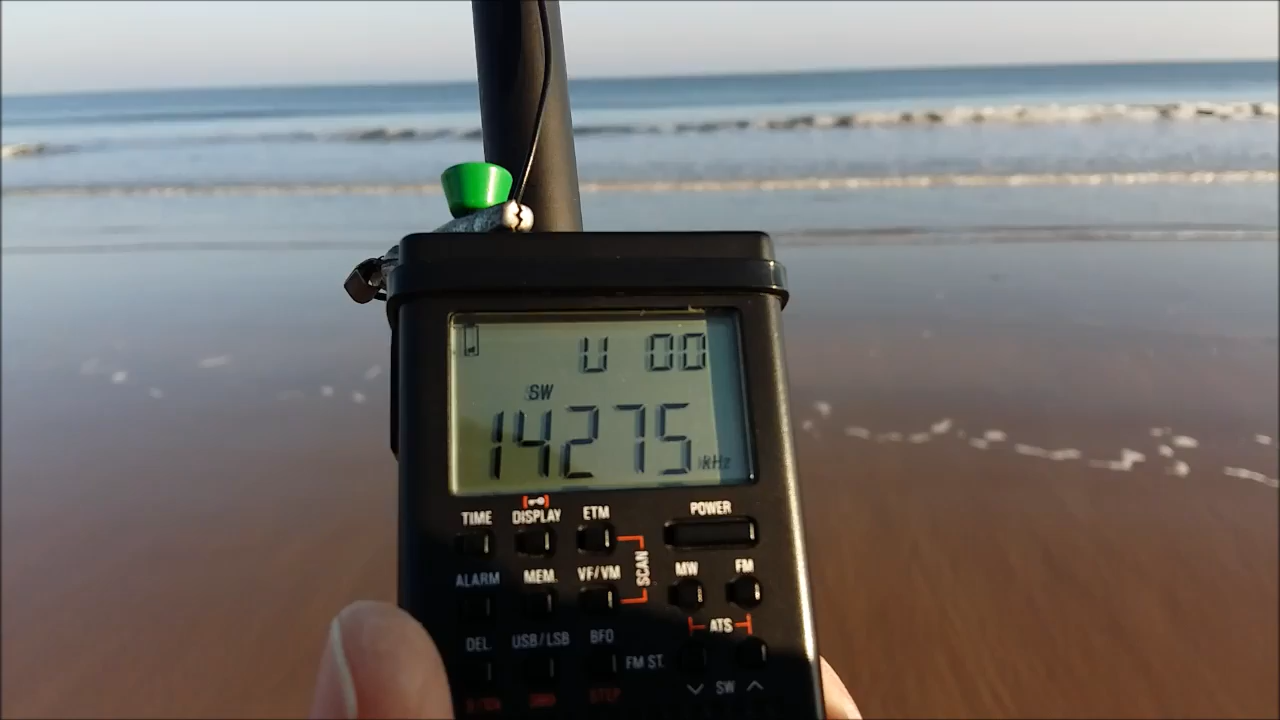 U 00
SW
14275 kHz
TIME DISPLAY ETM POWER
SCAN
ALARM MEM. VF/VM MW FM
ATS
DEL. USB/LSB BFO
FM ST.
STEP
SW